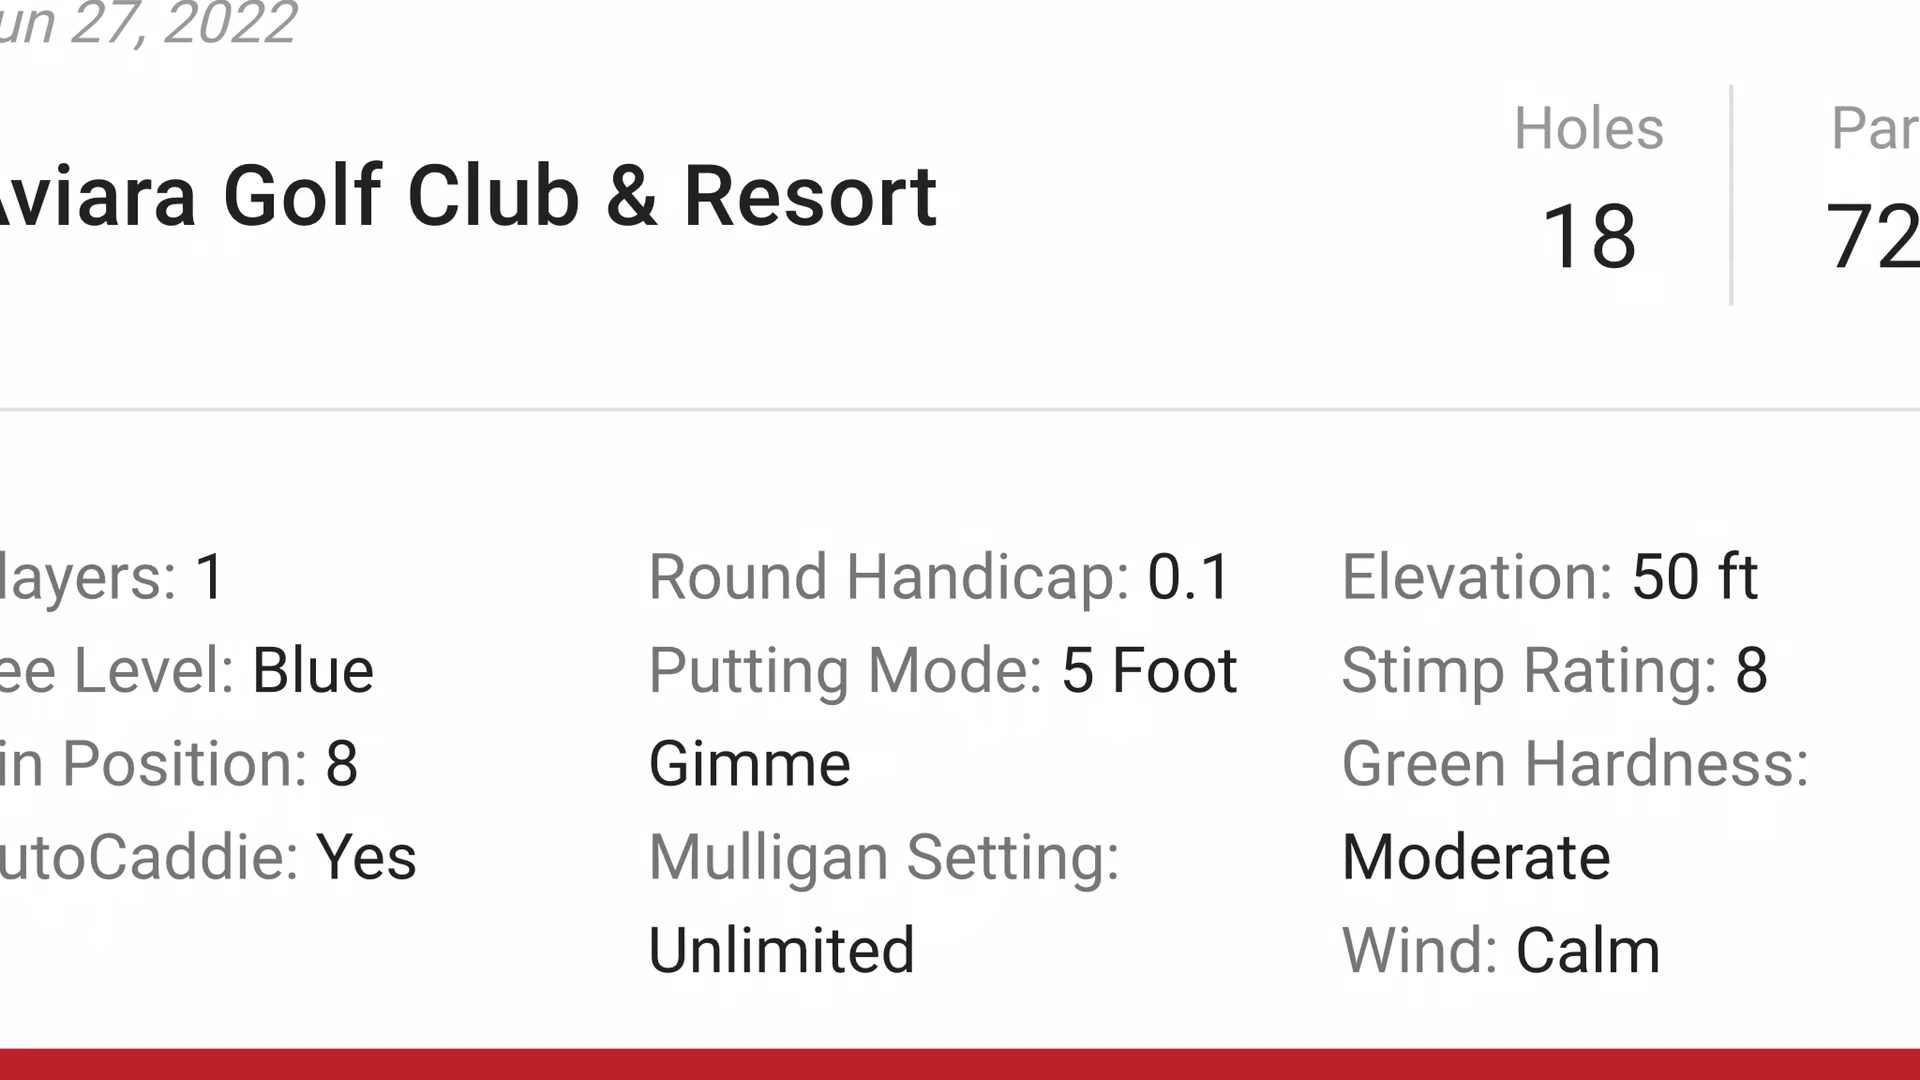 un 27, 2022
Aviara Golf Club & Resort
Holes
Par
18
72
layers: 1
ee Level: Blue
in Position: 8
utoCaddie: Yes
Round Handicap: 0.1
Putting Mode: 5 Foot
Gimme
Mulligan Setting:
Unlimited
Elevation: 50 ft
Stimp Rating: 8
Green Hardness:
Moderate
Wind: Calm